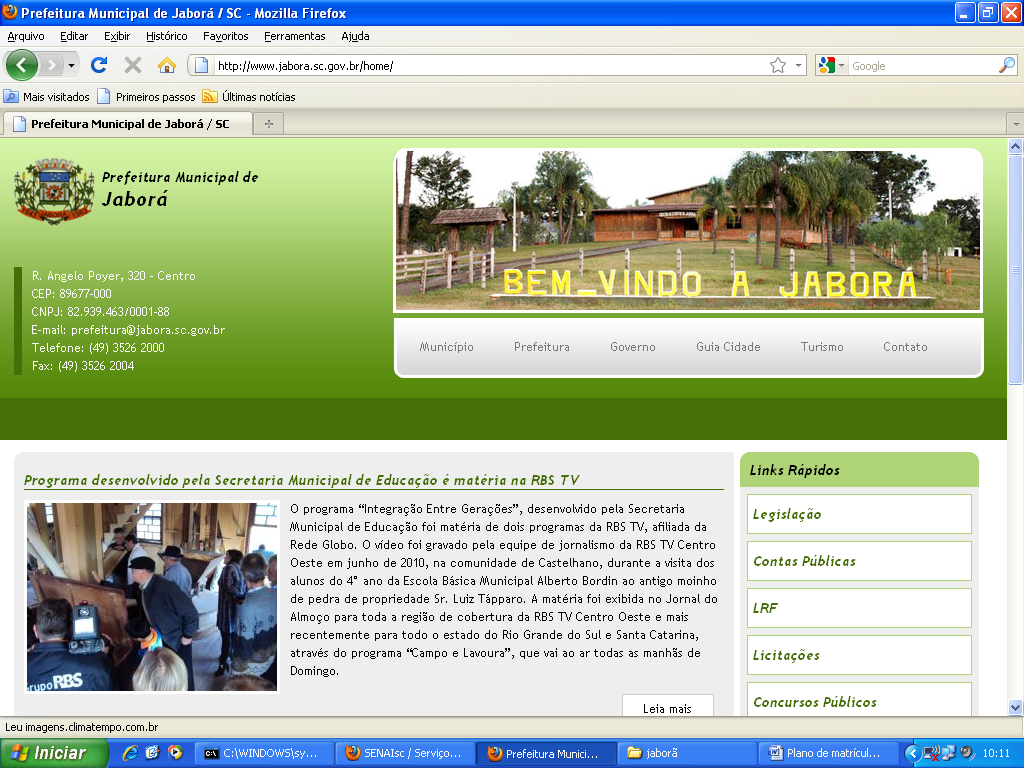 Prefeitura Municipal de Jaborá / SC - Mozilla Firefox
Arquivo Editar Exibir Histórico Favoritos Ferramentas Ajuda
http://www.jabora.sc.gov.br/home/ Google
Mais visitados Primeiros passos Últimas notícias
Prefeitura Municipal de Jaborá / SC
Prefeitura Municipal de
Jaborá
BEM_VINDO A JABORÁ
R. Angelo Poyer, 320 - Centro
CEP: 89677-000
CNPJ: 82.939.463/0001-88
E-mail: prefeitura@jabora.sc.gov.br
Telefone: (49) 3526 2000
Fax: (49) 3526 2004
Município Prefeitura Governo Guia Cidade Turismo Contato
Programa desenvolvido pela Secretaria Municipal de Educação é matéria na RBS TV
O programa “Integração Entre Gerações”, desenvolvido pela Secretaria
Municipal de Educação foi matéria de dois programas da RBS TV, afiliada da
Rede Globo. O vídeo foi gravado pela equipe de jornalismo da RBS TV Centro
Oeste em junho de 2010, na comunidade de Castelhano, durante a visita dos
alunos do 4° ano da Escola Básica Municipal Alberto Bordin ao antigo moinho
de pedra de propriedade Sr. Luiz Tápparo. A matéria foi exibida no Jornal do
Almoço para toda a região de cobertura da RBS TV Centro Oeste e mais
recentemente para todo o estado do Rio Grande do Sul e Santa Catarina,
através do programa “Campo e Lavoura”, que vai ao ar todas as manhãs de
Domingo.
Grupo RBS
Leia mais
Links Rápidos
Legislação
Contas Públicas
LRF
Licitações
Concursos Públicos
Leu imagens.climatempo.com.br
Iniciar C:\WINDOWS\sy... SENAIsc / Serviço... Prefeitura Munici... jaborã Plano de matrícul... 10:11